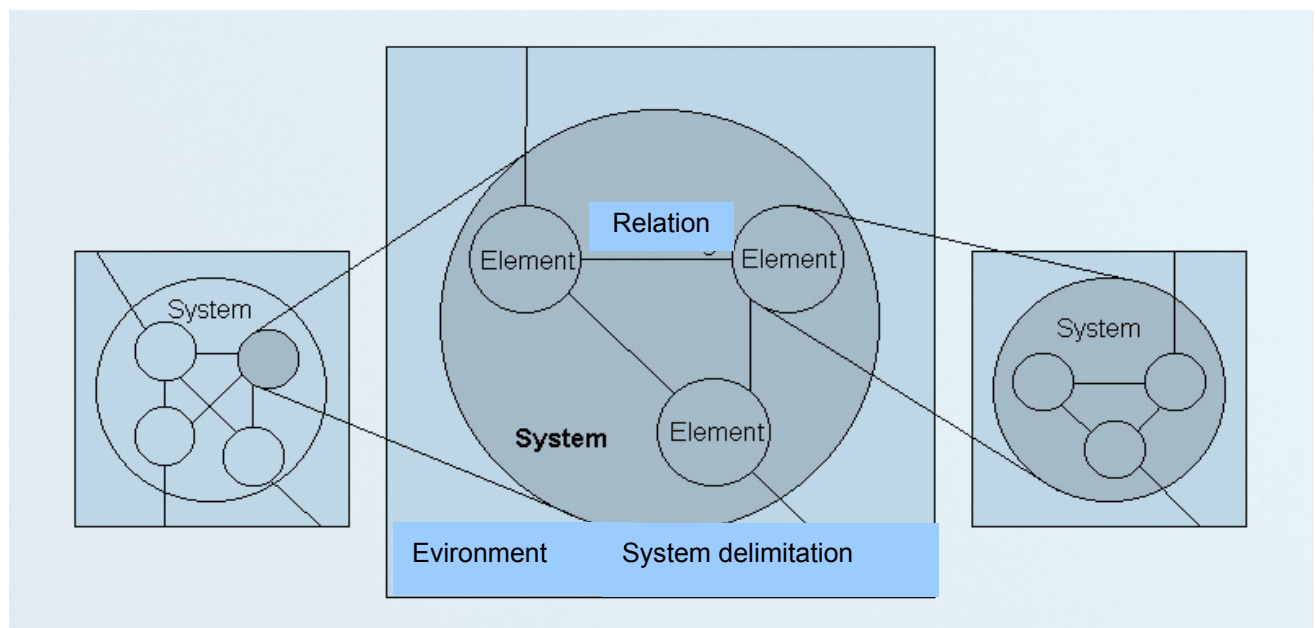 Relation
Element
Element
System
System
Element
System
Evironment
System delimitation